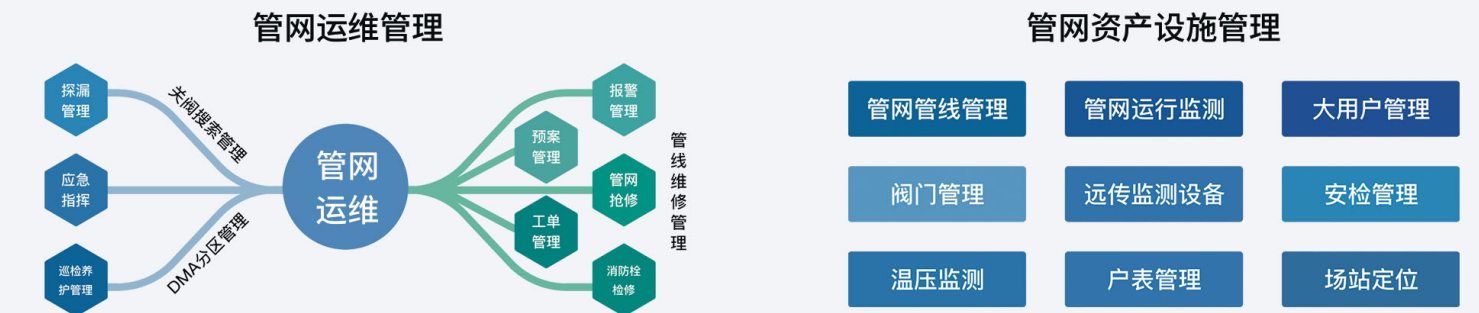 管网运维管理
探漏
管理
应急
指挥
巡检养
护管理
关阀搜索管理
DMA分区管理
管网
运维
报警
管理
预案
管理
管网
抢修
工单
管理
消防栓
检修
管线维修管理
管网资产设施管理
管网管线管理
管网运行监测
大用户管理
阀门管理
远传监测设备
安检管理
温压监测
户表管理
场站定位